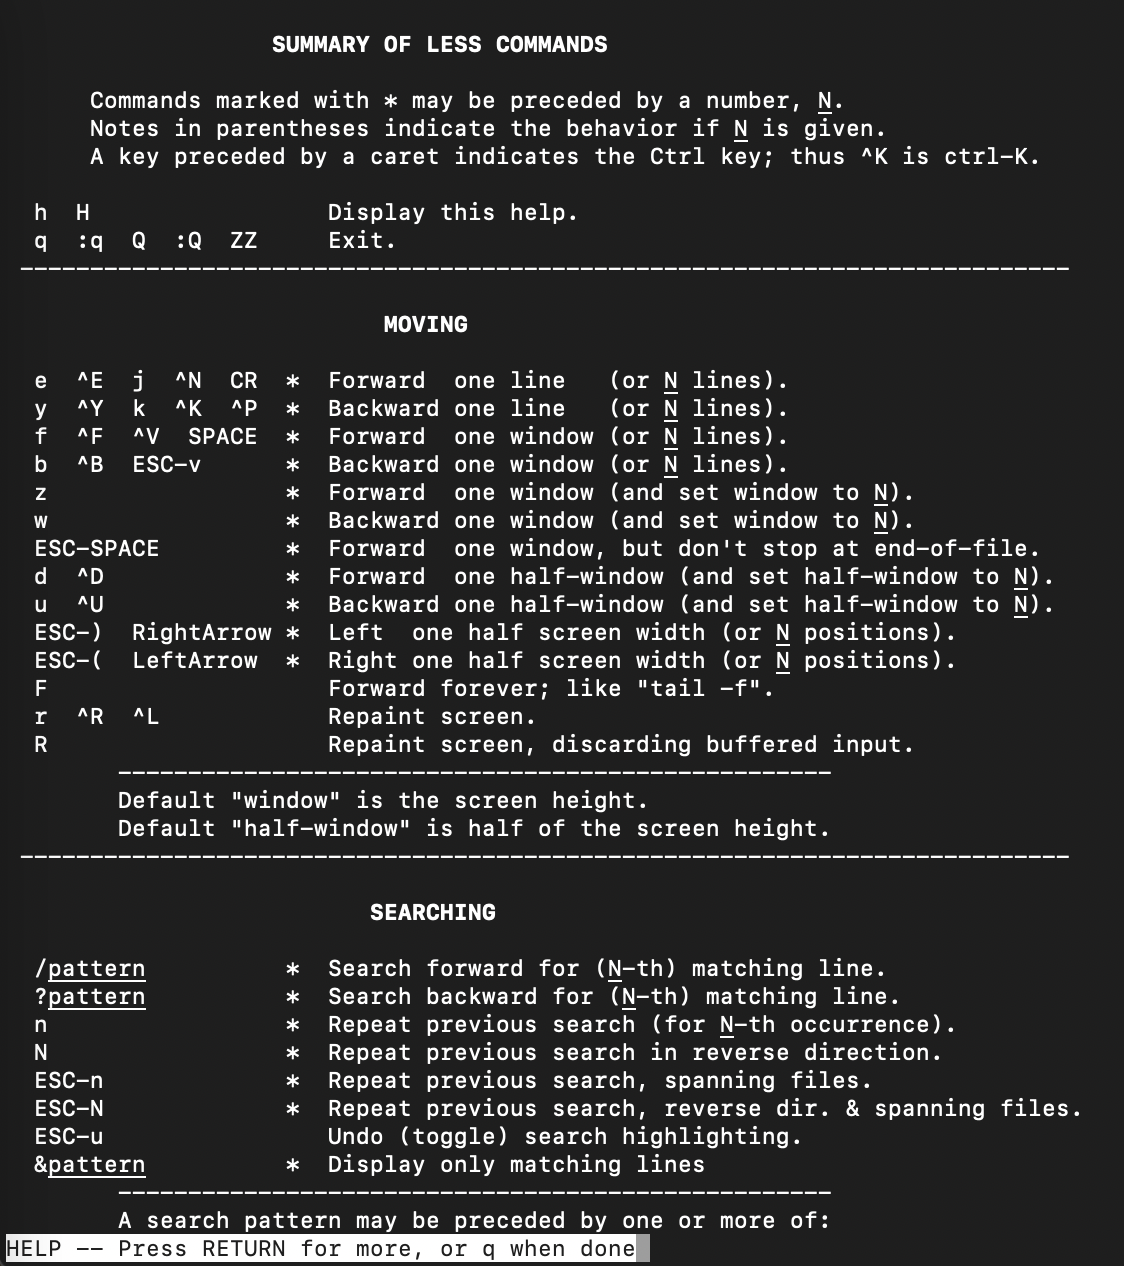 SUMMARY OF LESS COMMANDS
Commands marked with * may be preceded by a number, N.
Notes in parentheses indicate the behavior if N is given.
A key preceded by a caret indicates the Ctrl key; thus ^K is ctrl-K.
h  H                 Display this help.
q  :q  Q  :Q  ZZ     Exit.
---------------------------------------------------------------------------
MOVING
e  ^E  j  ^N  CR  *  Forward  one line   (or N lines).
y  ^Y  k  ^K  ^P  *  Backward one line   (or N lines).
f  ^F  ^V  SPACE  *  Forward  one window (or N lines).
b  ^B  ESC-v      *  Backward one window (or N lines).
z                 *  Forward  one window (and set window to N).
w                 *  Backward one window (and set window to N).
ESC-SPACE         *  Forward  one window, but don't stop at end-of-file.
d  ^D             *  Forward  one half-window (and set half-window to N).
u  ^U             *  Backward one half-window (and set half-window to N).
ESC-)  RightArrow *  Left  one half screen width (or N positions).
ESC-(  LeftArrow  *  Right one half screen width (or N positions).
F                    Forward forever; like "tail -f".
r  ^R  ^L            Repaint screen.
R                    Repaint screen, discarding buffered input.
---------------------------------------------------
Default "window" is the screen height.
Default "half-window" is half of the screen height.
---------------------------------------------------------------------------
SEARCHING
/pattern          *  Search forward for (N-th) matching line.
?pattern          *  Search backward for (N-th) matching line.
n                 *  Repeat previous search (for N-th occurrence).
N                 *  Repeat previous search in reverse direction.
ESC-n             *  Repeat previous search, spanning files.
ESC-N             *  Repeat previous search, reverse dir. & spanning files.
ESC-u                Undo (toggle) search highlighting.
&pattern          *  Display only matching lines
---------------------------------------------------
A search pattern may be preceded by one or more of:
HELP -- Press RETURN for more, or q when done